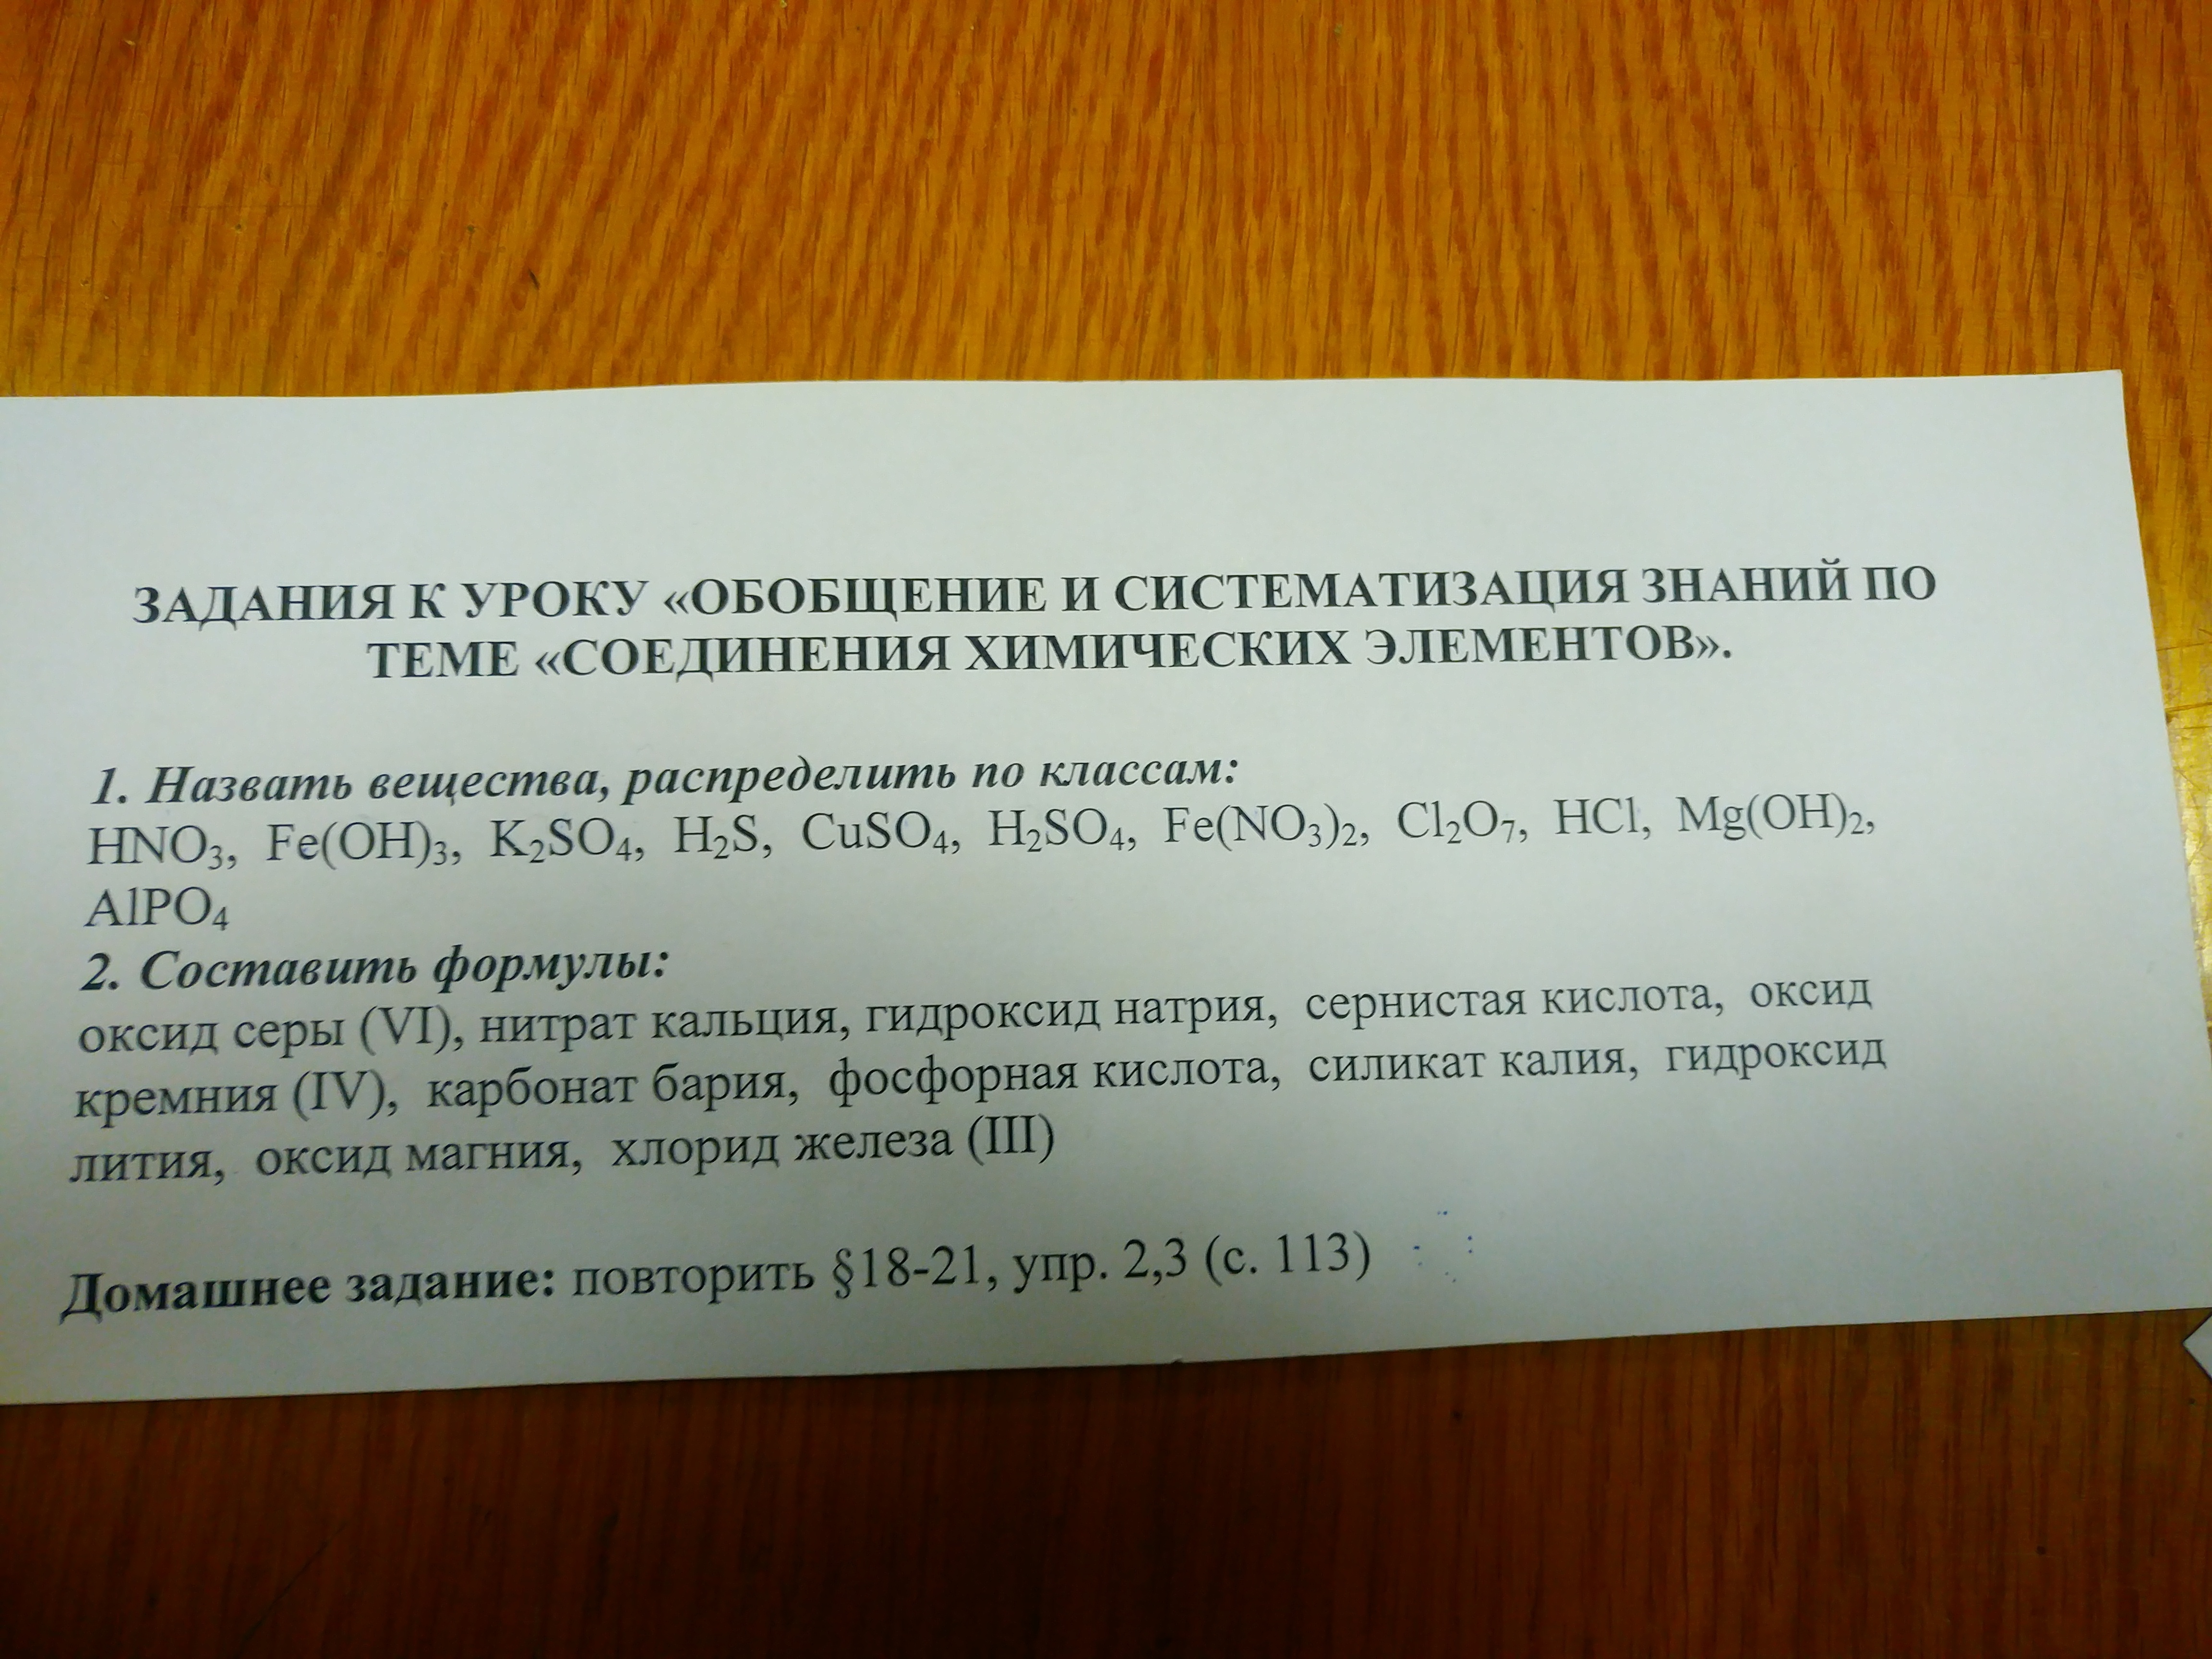 ЗАДАНИЯ К УРОКУ «ОБОБЩЕНИЕ И СИСТЕМАТИЗАЦИЯ ЗНАНИЙ ПО
ТЕМЕ «СОЕДИНЕНИЯ ХИМИЧЕСКИХ ЭЛЕМЕНТОВ».
1. Назвать вещества, распределить по классам:
HNO₃, Fe(OH)₃, K₂SO₄, H₂S, CuSO₄, H₂SO₄, Fe(NO₃)₂, Cl₂O₇, HCl, Mg(OH)₂,
AlPO₄
2. Составить формулы:
оксид серы (VI), нитрат кальция, гидроксид натрия, сернистая кислота, оксид
кремния (IV), карбонат бария, фосфорная кислота, силикат калия, гидроксид
лития, оксид магния, хлорид железа (III)
Домашнее задание: повторить §18-21, упр. 2,3 (с. 113)